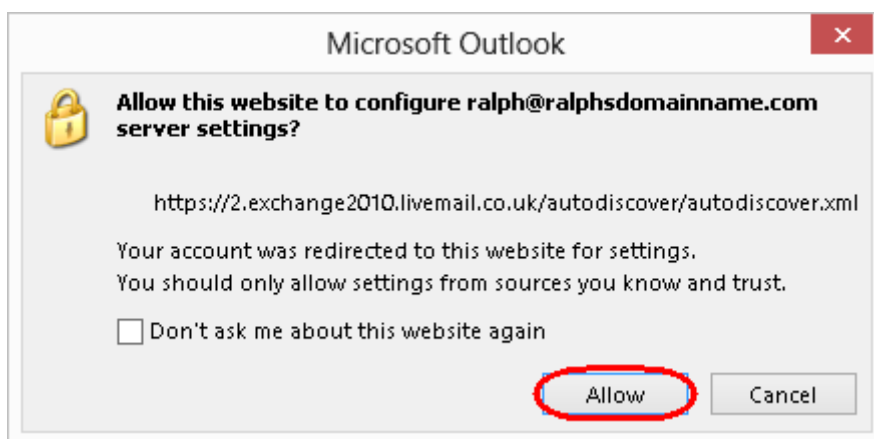 Microsoft Outlook
Allow this website to configure ralph@ralphsdomainname.com
server settings?
https://2.exchange2010.livemail.co.uk/autodiscover/autodiscover.xml
Your account was redirected to this website for settings.
You should only allow settings from sources you know and trust.
Don't ask me about this website again
Allow Cancel